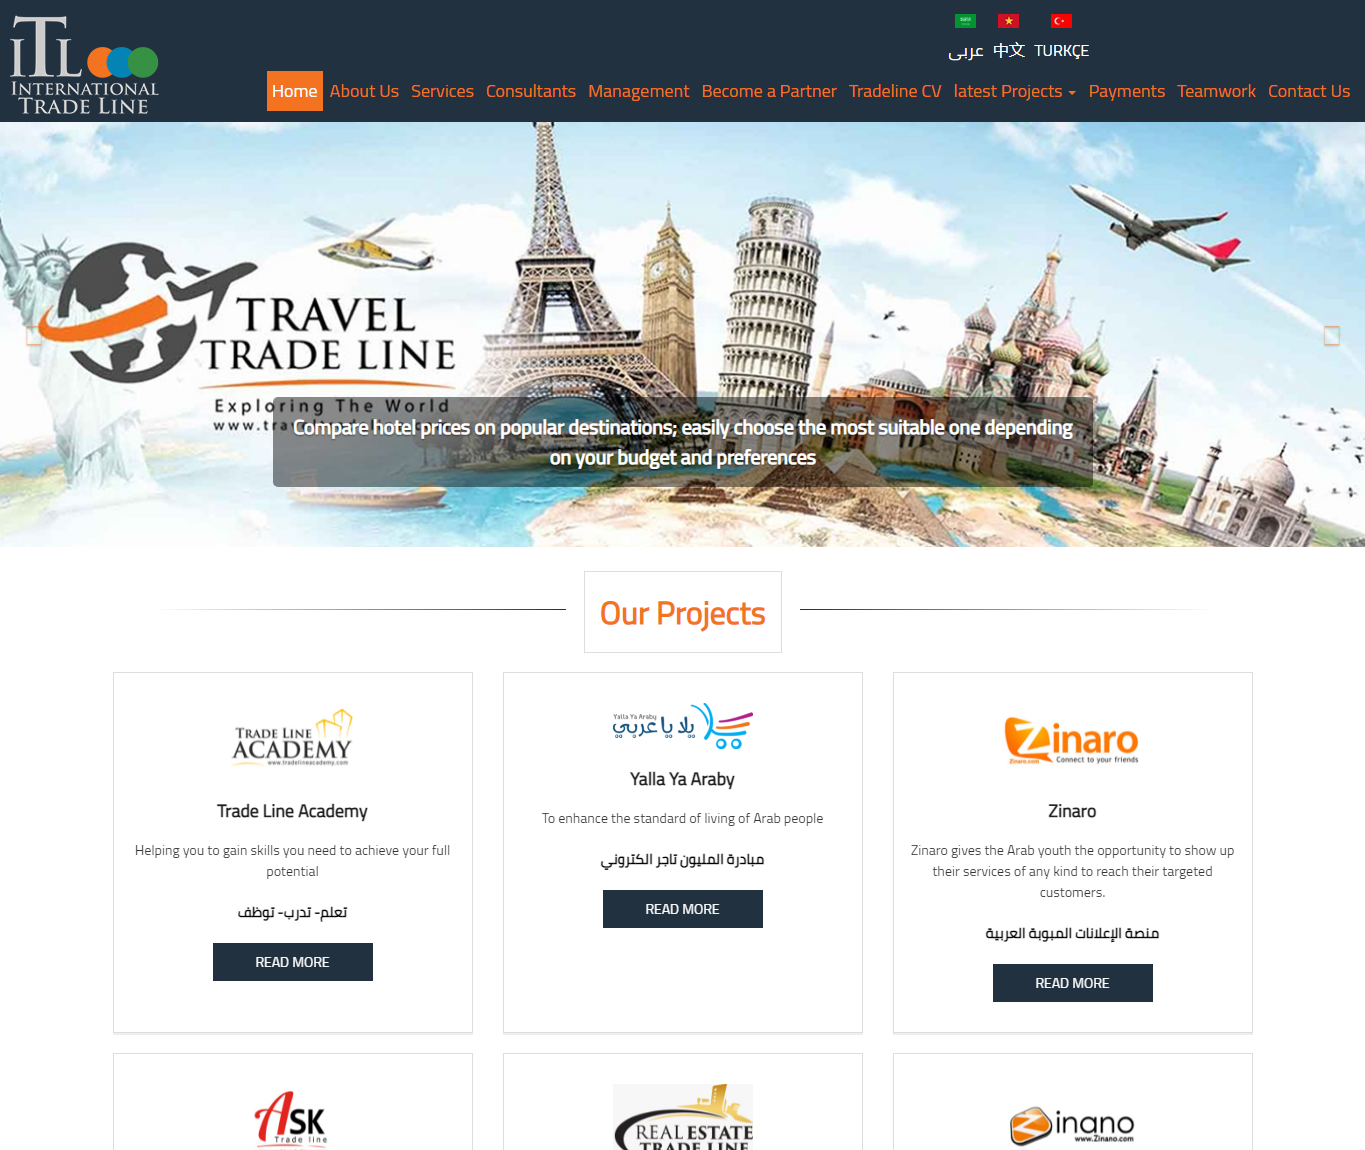 ITL
INTERNATIONAL
TRADE LINE
عربى 中文 TURKÇE
Home About Us Services Consultants Management Become a Partner Tradeline CV latest Projects Payments Teamwork Contact Us
TRAVEL
TRADE LINE
Exploring The World
www.trav
Compare hotel prices on popular destinations; easily choose the most suitable one depending
on your budget and preferences
Our Projects
TRADE LINE
ACADEMY
www.tradelineacademy.com
Trade Line Academy
Helping you to gain skills you need to achieve your full
potential
تعلم- تدرب- توظف
READ MORE
Yalla Ya Araby
يلا يا عربي
Yalla Ya Araby
To enhance the standard of living of Arab people
مبادرة المليون تاجر الكتروني
READ MORE
Zinaro
Connect to your friends
Zinaro.com
Zinaro
Zinaro gives the Arab youth the opportunity to show up
their services of any kind to reach their targeted
customers.
منصة الإعلانات المبوبة العربية
READ MORE
ASK
Trade line
REAL ESTATE
TRADE LINE
Zinano
www.Zinano.com